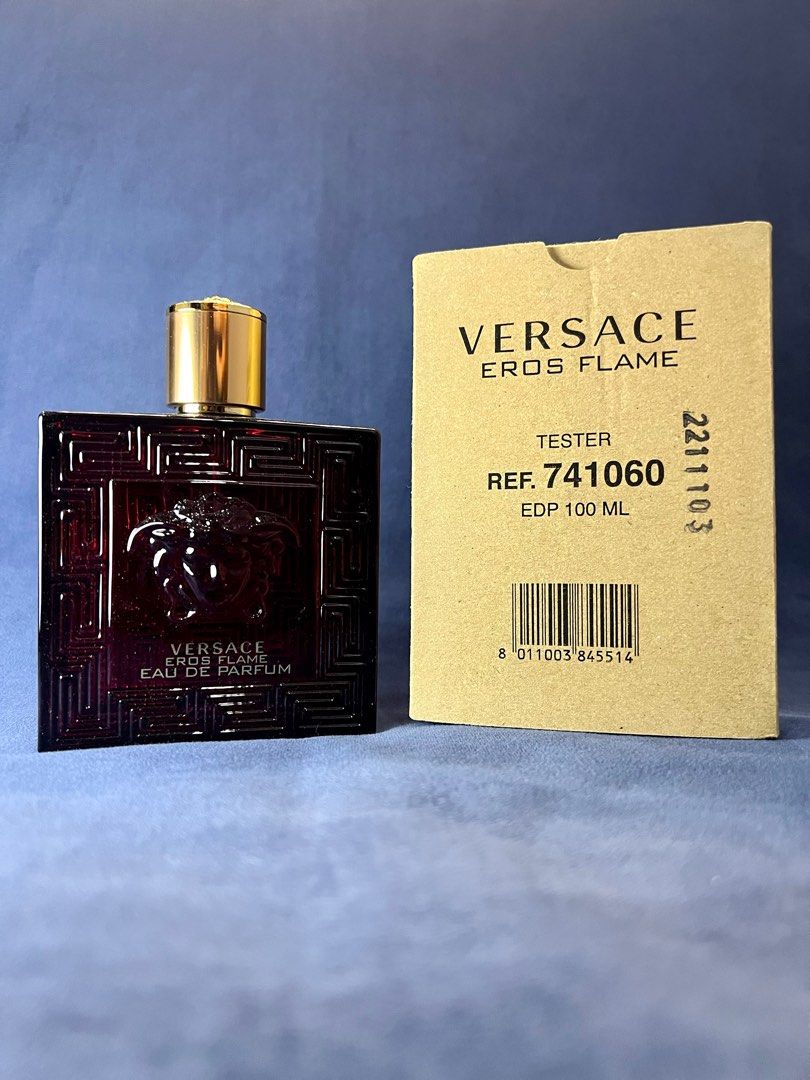 VERSACE
EROS FLAME
EAU DE PARFUM
VERSACE
EROS FLAME
TESTER
REF. 741060
EDP 100 ML
2211103
8 011003 845514